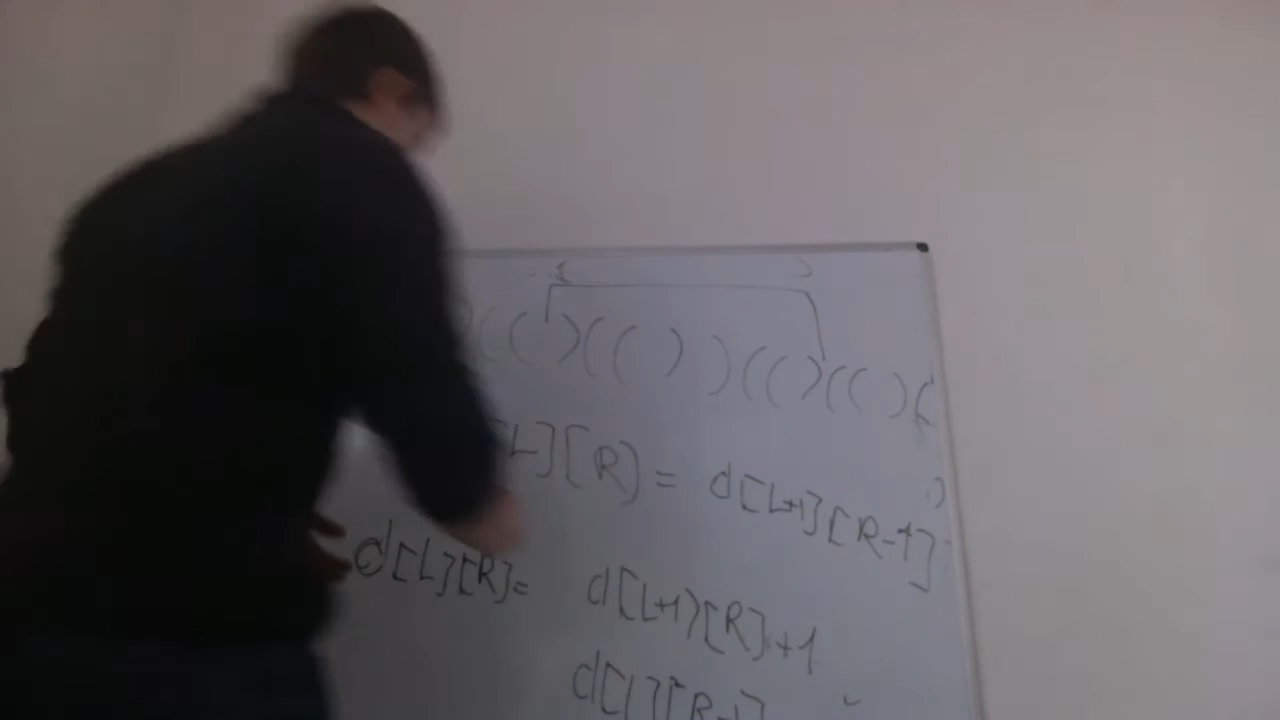 ( ( ) ( ( ) ) ( ( ) ( ( ) (
[L][R] = d[L+1][R-1]
d[L][R] = d[L+1][R] + 1
d[L][R-1]